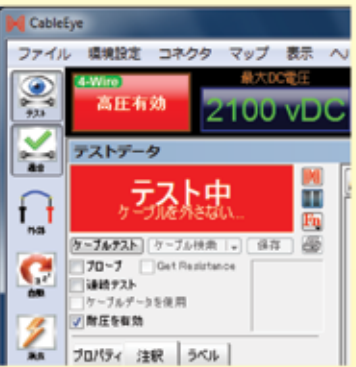 CableEye
ファイル 環境設定 コネクタ マップ 表示 ヘ
4-Wire
高圧有効
最大DC電圧
2100 vDC
テスト
テストデータ
適合
テスト中
ケーブルを外さない...
Fn
ケーブルテスト ケーブル検索 保存
プローブ Get Resistance
連続テスト
ケーブルデータを使用
耐圧を有効
自動
プロパティ 注釈 ラベル